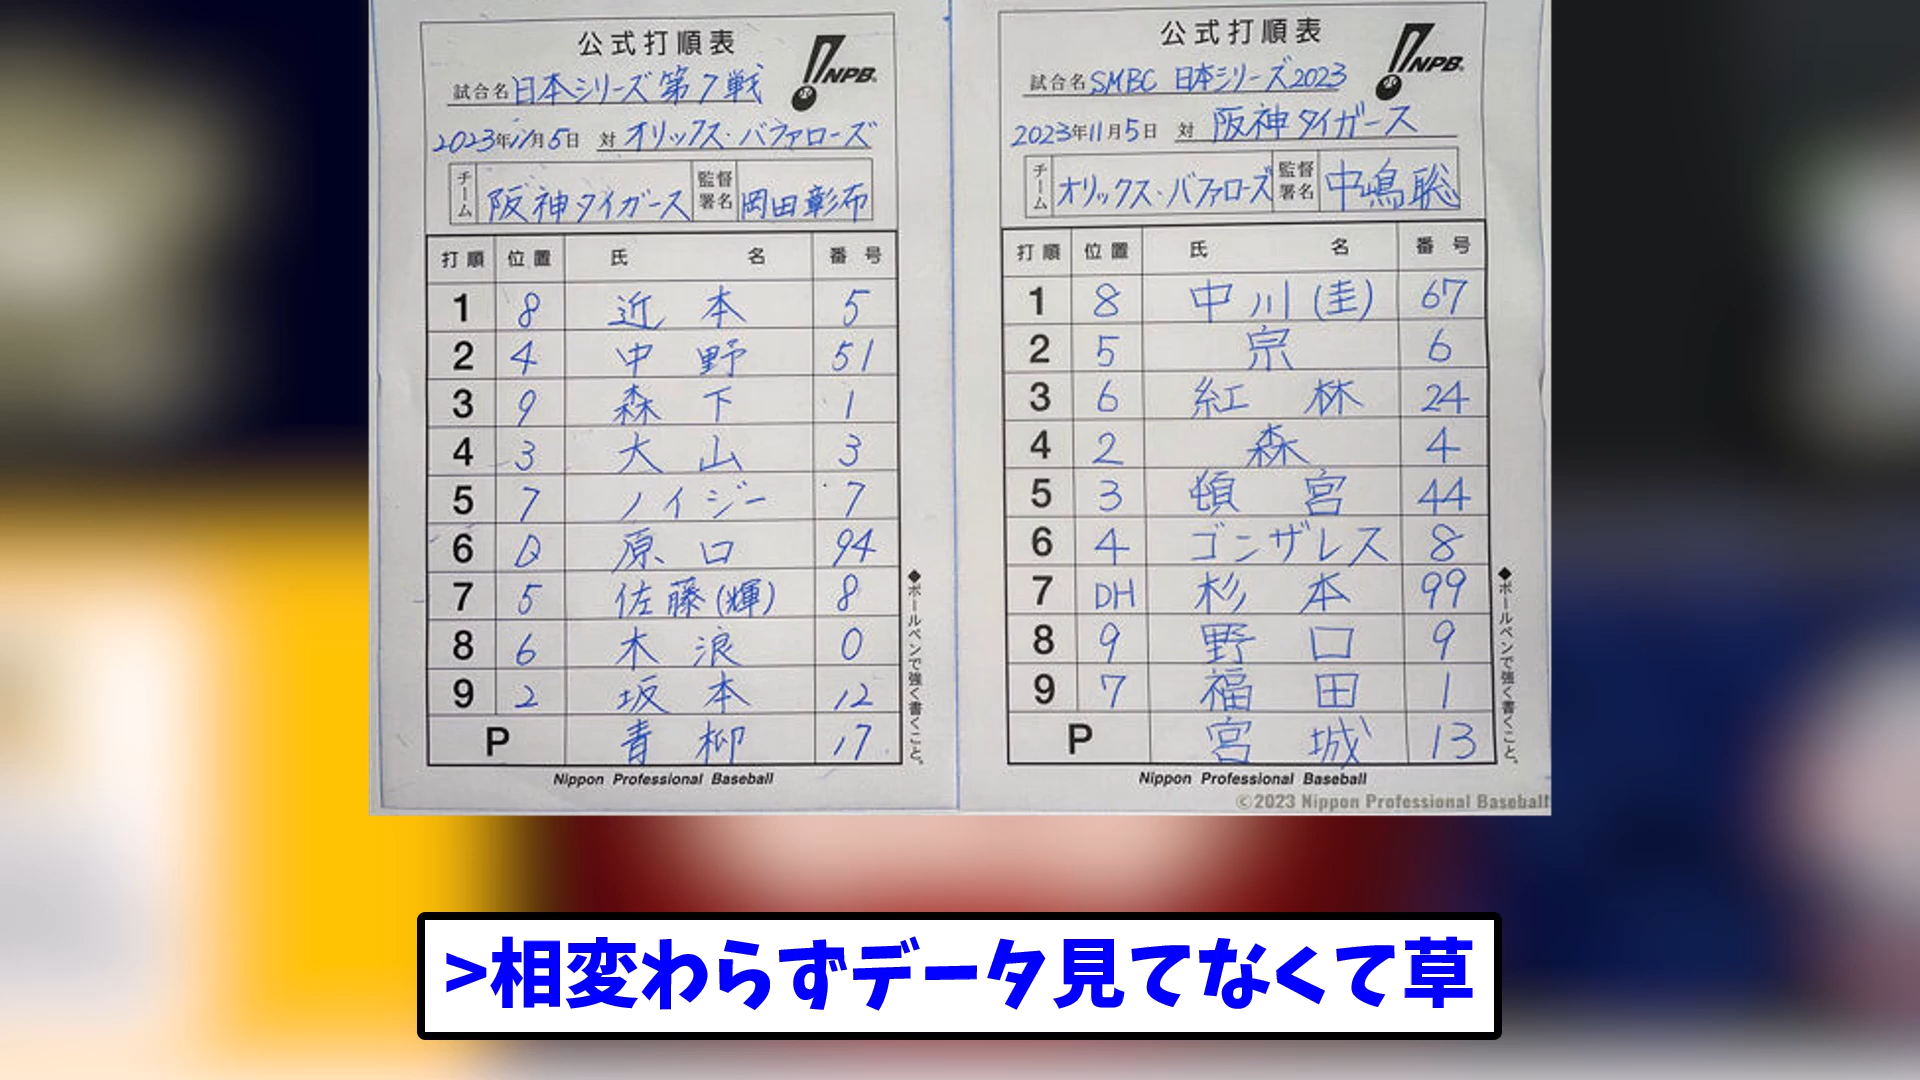 公式打順表
NPB
試合名 日本シリーズ第7戦
2023年11月5日 対 オリックス・バファローズ
チーム 阪神タイガース 監督署名 岡田彰布
打順 位置 氏名 番号
1 8 近本 5
2 4 中野 51
3 9 森下 1
4 3 大山 3
5 7 ノイジー 7
6 D 原口 94
7 5 佐藤(輝) 8
8 6 木浪 0
9 2 坂本 12
P 青柳 17
◆ボールペンで強く書くこと。
Nippon Professional Baseball
公式打順表
NPB
試合名 SMBC 日本シリーズ2023
2023年11月5日 対 阪神タイガース
チーム オリックス・バファローズ 監督署名 中嶋聡
打順 位置 氏名 番号
1 8 中川(圭) 67
2 5 宗 6
3 6 紅林 24
4 2 森 4
5 3 頓宮 44
6 4 ゴンザレス 8
7 DH 杉本 99
8 9 野口 9
9 7 福田 1
P 宮城 13
◆ボールペンで強く書くこと。
Nippon Professional Baseball
©2023 Nippon Professional Baseball
>相変わらずデータ見てなくて草